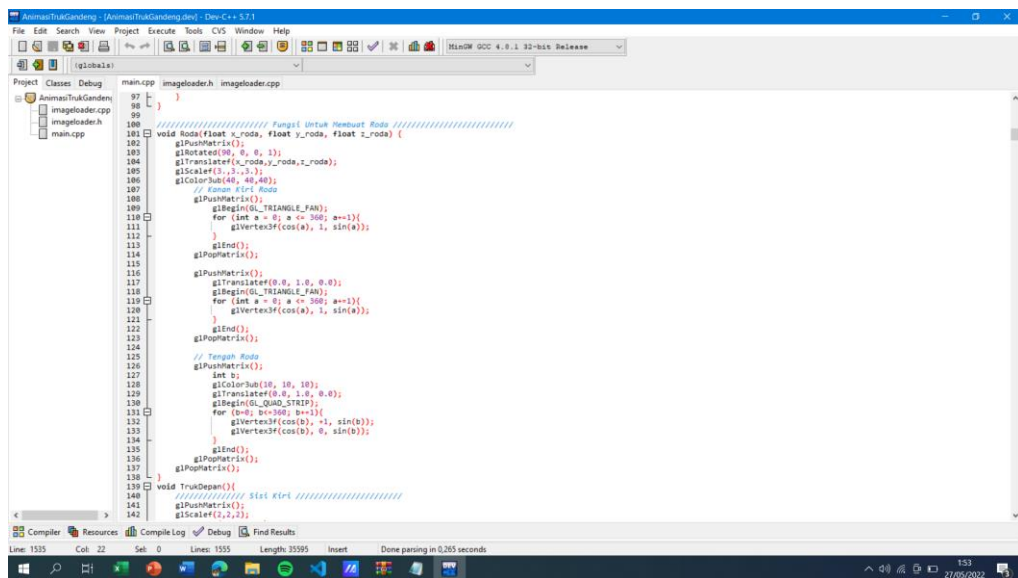 AnimasiTrukGandeng - [AnimasiTrukGandeng.dev] - Dev-C++ 5.7.1
File Edit Search View Project Execute Tools CVS Window Help
MinGW GCC 4.8.1 32-bit Release
(globals)
Project Classes Debug main.cpp imageloader.h imageloader.cpp
AnimasiTrukGandeng
imageloader.cpp
imageloader.h
main.cpp
97 }
98 }
99
100 //////////////////////// Fungsi Untuk Membuat Roda //////////////////////////
101 void Roda(float x_roda, float y_roda, float z_roda) {
102 glPushMatrix();
103 glRotated(90, 0, 0, 1);
104 glTranslatef(x_roda,y_roda,z_roda);
105 glScalef(3.,3.,3.);
106 glColor3ub(40, 40,40);
107 // Kanan Kiri Roda
108 glPushMatrix();
109 glBegin(GL_TRIANGLE_FAN);
110 for (int a = 0; a <= 360; a+=1){
111 glVertex3f(cos(a), 1, sin(a));
112 }
113 glEnd();
114 glPopMatrix();
115
116 glPushMatrix();
117 glTranslatef(0.0, 1.0, 0.0);
118 glBegin(GL_TRIANGLE_FAN);
119 for (int a = 0; a <= 360; a+=1){
120 glVertex3f(cos(a), 1, sin(a));
121 }
122 glEnd();
123 glPopMatrix();
124
125 // Tengah Roda
126 glPushMatrix();
127 int b;
128 glColor3ub(10, 10, 10);
129 glTranslatef(0.0, 1.0, 0.0);
130 glBegin(GL_QUAD_STRIP);
131 for (b=0; b<=360; b+=1){
132 glVertex3f(cos(b), +1, sin(b));
133 glVertex3f(cos(b), 0, sin(b));
134 }
135 glEnd();
136 glPopMatrix();
137 glPopMatrix();
138 }
139 void TrukDepan(){
140 /////////////// Sisi Kiri ///////////////////////
141 glPushMatrix();
142 glScalef(2,2,2);
Compiler Resources Compile Log Debug Find Results
Line: 1535 Col: 22 Sel: 0 Lines: 1555 Length: 35595 Insert Done parsing in 0,265 seconds
1:53
27/05/2022